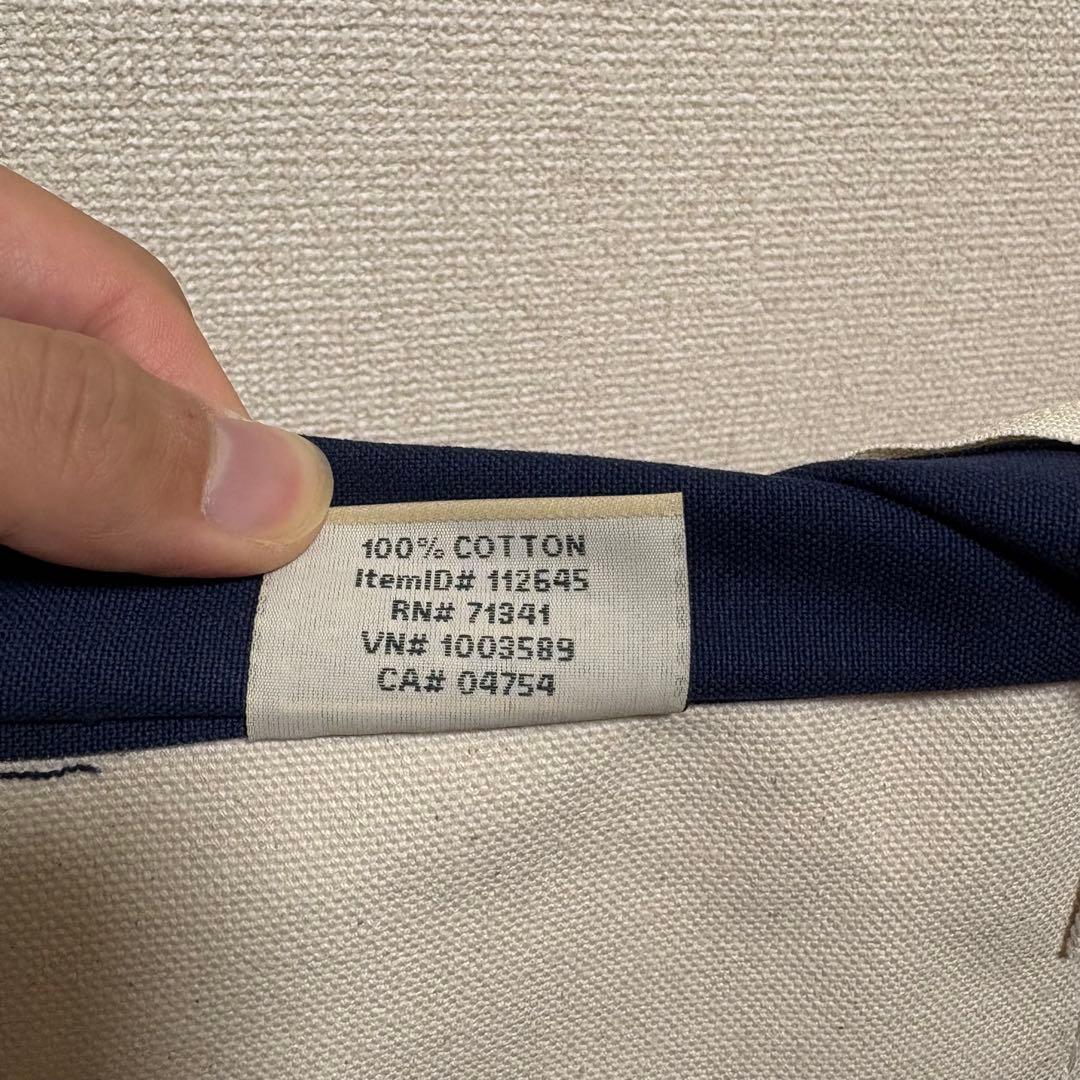 100% COTTON
ItemID# 112645
RN# 71341
VN# 1003589
CA# 04754